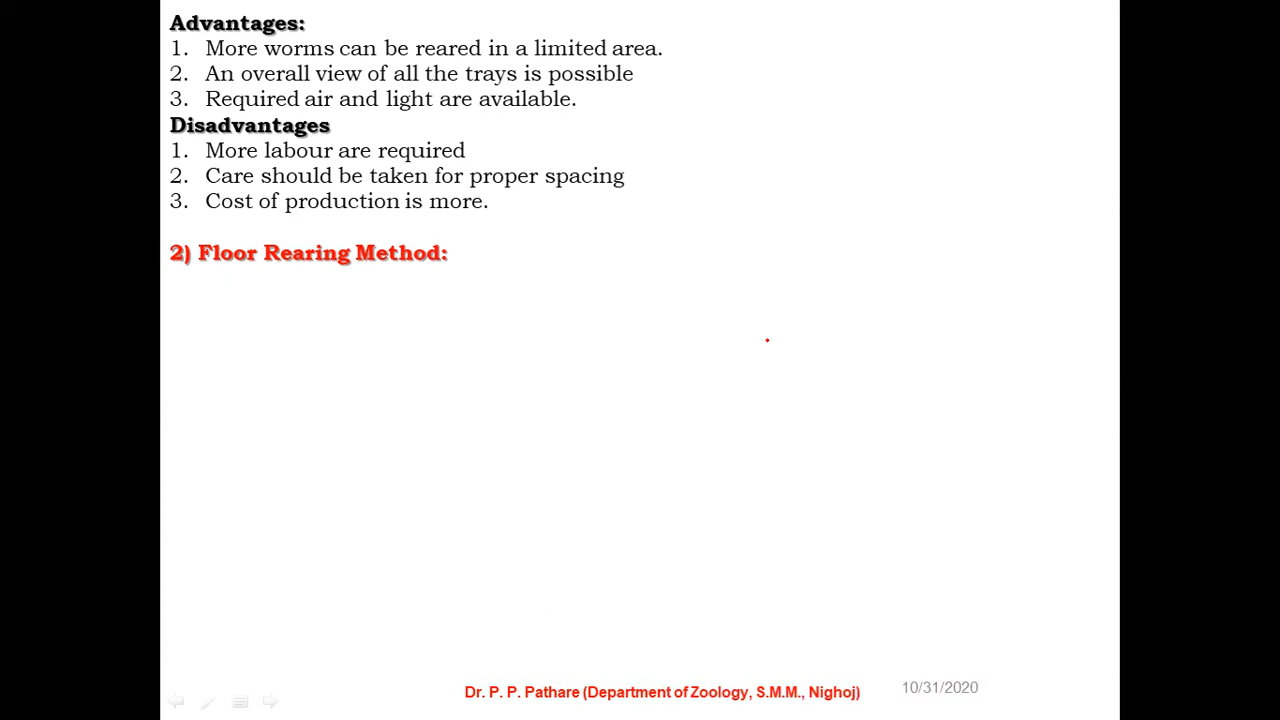 Advantages:
1. More worms can be reared in a limited area.
2. An overall view of all the trays is possible
3. Required air and light are available.
Disadvantages
1. More labour are required
2. Care should be taken for proper spacing
3. Cost of production is more.
2) Floor Rearing Method:
Dr. P. P. Pathare (Department of Zoology, S.M.M., Nighoj)
10/31/2020